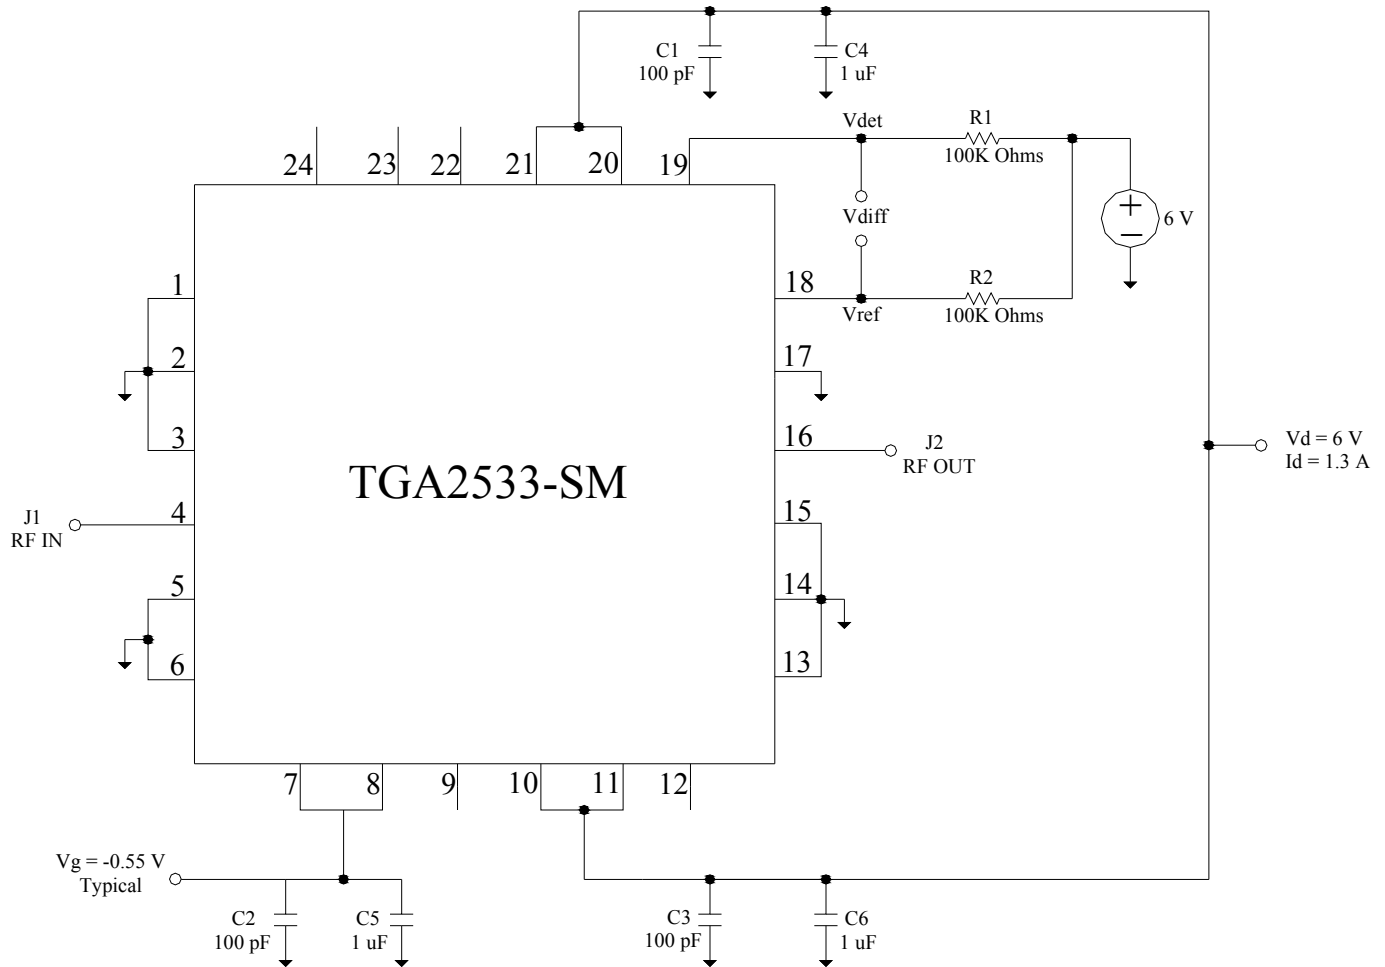 C1
100 pF
C4
1 uF
Vdet
R1
100K Ohms
24
23
22
21
20
19
Vdiff
+
−
6 V
1
18
Vref
R2
100K Ohms
2
17
3
16
J2
RF OUT
Vd = 6 V
Id = 1.3 A
TGA2533-SM
J1
RF IN
4
15
5
14
6
13
7
8
9
10
11
12
Vg = -0.55 V
Typical
C2
100 pF
C5
1 uF
C3
100 pF
C6
1 uF